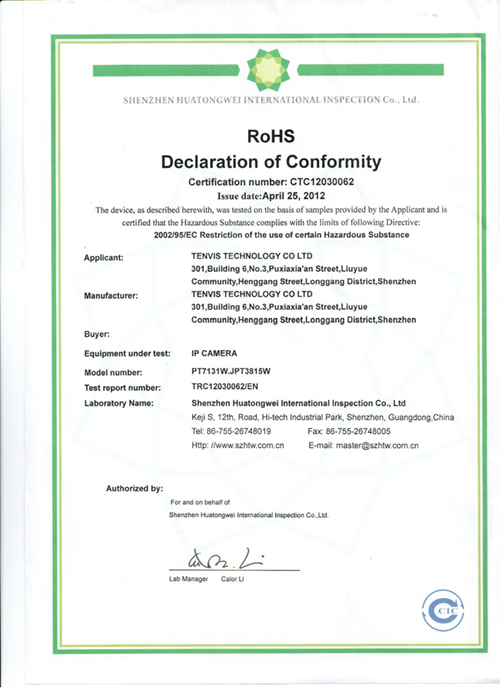 SHENZHEN HUATONGWEI INTERNATIONAL INSPECTION Co., Ltd.
RoHS
Declaration of Conformity
Certification number: CTC12030062
Issue date:April 25, 2012
The device, as described herewith, was tested on the basis of samples provided by the Applicant and is
certified that the Hazardous Substance complies with the limits of following Directive:
2002/95/EC Restriction of the use of certain Hazardous Substance
Applicant: TENVIS TECHNOLOGY CO LTD
301,Building 6,No.3,Puxiaxia'an Street,Liuyue
Community,Henggang Street,Longgang District,Shenzhen
Manufacturer: TENVIS TECHNOLOGY CO LTD
301,Building 6,No.3,Puxiaxia'an Street,Liuyue
Community,Henggang Street,Longgang District,Shenzhen
Buyer:
Equipment under test: IP CAMERA
Model number: PT7131W.JPT3815W
Test report number: TRC12030062/EN
Laboratory Name: Shenzhen Huatongwei International Inspection Co., Ltd
Keji S, 12th, Road, Hi-tech Industrial Park, Shenzhen, Guangdong,China
Tel: 86-755-26748019 Fax: 86-755-26748005
Http: //www.szhtw.com.cn E-mail: master@szhtw.com.cn
Authorized by:
For and on behalf of
Shenzhen Huatongwei International Inspection Co.,Ltd.
Lab Manager Calor Li
CIC